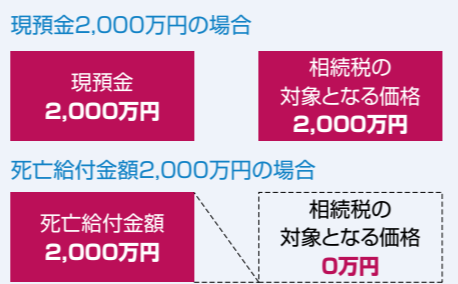 現預金2,000万円の場合
現預金
2,000万円
相続税の
対象となる価格
2,000万円
死亡給付金額2,000万円の場合
死亡給付金額
2,000万円
相続税の
対象となる価格
0万円